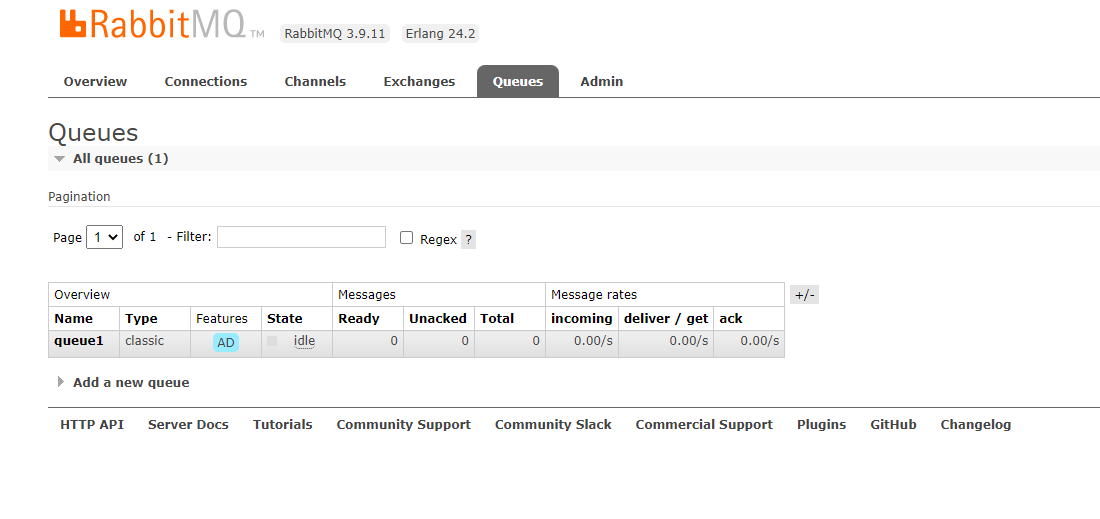 RabbitMQ TM RabbitMQ 3.9.11 Erlang 24.2
Overview Connections Channels Exchanges Queues Admin
Queues
All queues (1)
Pagination
Page 1 of 1 - Filter: Regex ?
Overview Messages Message rates +/-
Name Type Features State Ready Unacked Total incoming deliver / get ack
queue1 classic AD idle 0 0 0 0.00/s 0.00/s 0.00/s
Add a new queue
HTTP API Server Docs Tutorials Community Support Community Slack Commercial Support Plugins GitHub Changelog